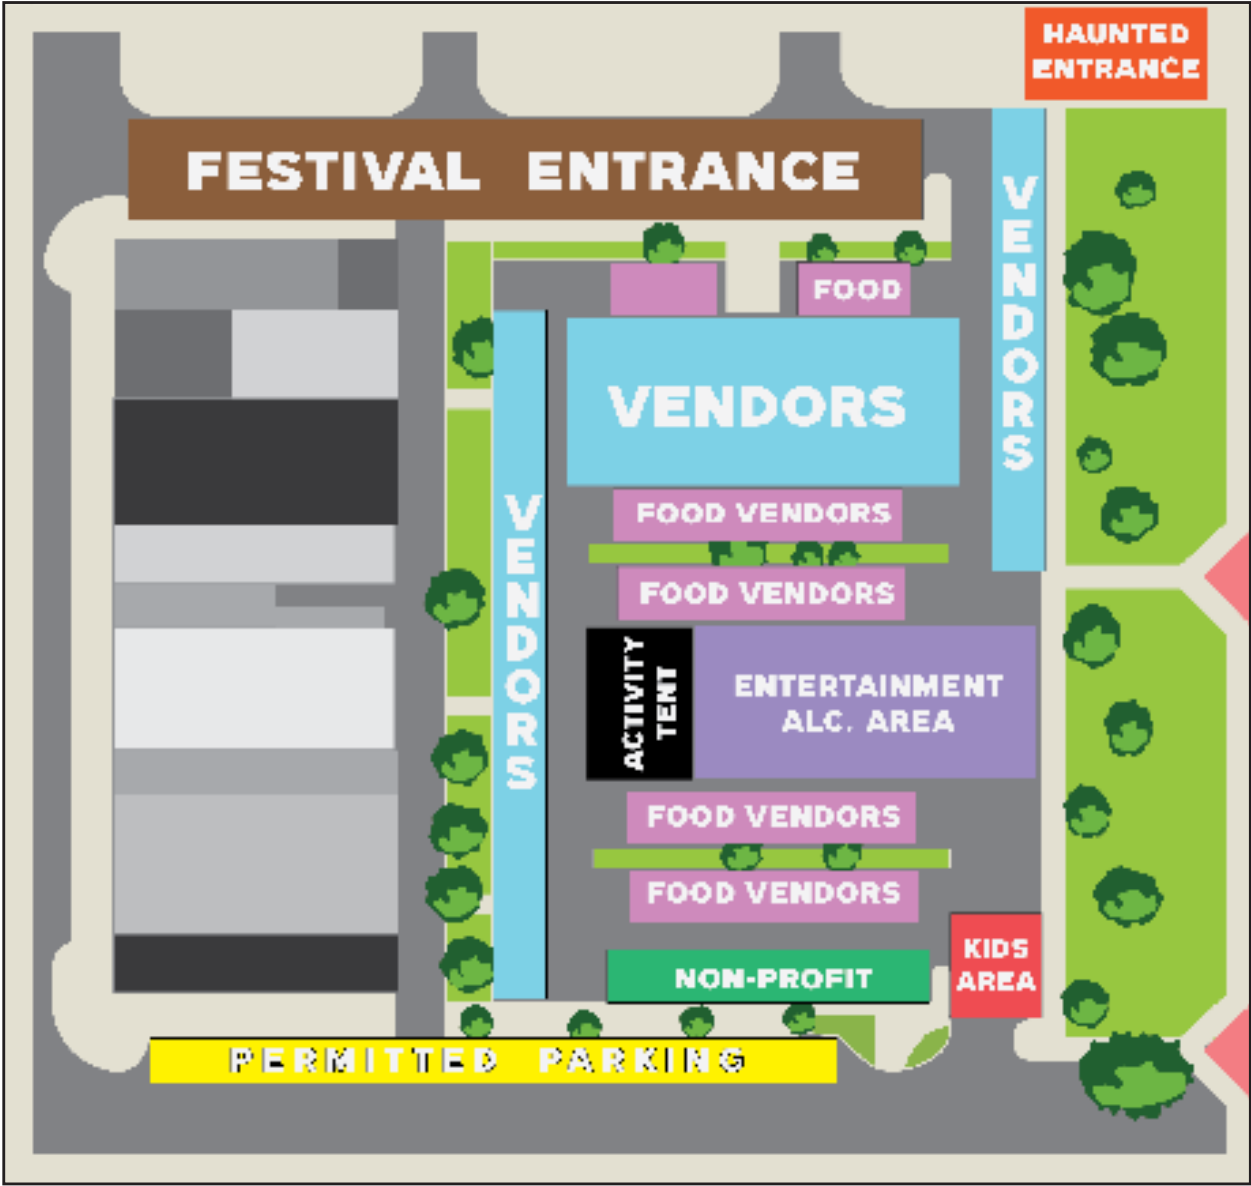 HAUNTED
ENTRANCE
FESTIVAL ENTRANCE
VENDORS
FOOD
VENDORS
VENDORS
FOOD VENDORS
FOOD VENDORS
ACTIVITY
TENT
ENTERTAINMENT
ALC. AREA
FOOD VENDORS
FOOD VENDORS
KIDS
AREA
NON-PROFIT
PERMITTED PARKING